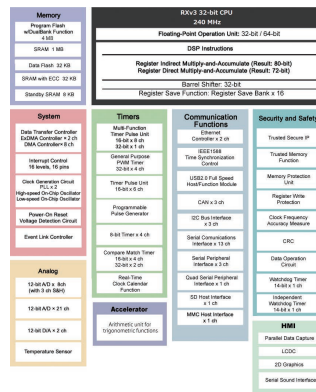 Memory
Program Flash
w/DualBank Function
4 MB
SRAM 1 MB
Data Flash 32 KB
SRAM with ECC 32 KB
Standby SRAM 8 KB
RXv3 32-bit CPU
240 MHz
Floating-Point Operation Unit: 32-bit / 64-bit
DSP Instructions
Register Indirect Multiply-and-Accumulate (Result: 80-bit)
Register Direct Multiply-and-Accumulate (Result: 72-bit)
Barrel Shifter: 32-bit
Register Save Function: Register Save Bank x 16
System
Data Transfer Controller
ExDMA Controller × 2 ch
DMA Controller× 8 ch
Interrupt Control
16 levels, 16 pins
Clock Generation Circuit
PLL x 2
High-speed On-chip Oscillator
Low-speed On-chip Oscillator
Power-On Reset
Voltage Detection Circuit
Event Link Controller
Analog
12-bit A/D x 8ch
(with 3 ch S&H)
12-bit A/D × 21 ch
12-bit D/A × 2 ch
Temperature Sensor
Timers
Multi-Function
Timer Pulse Unit
16-bit x 8 ch
32-bit x 1 ch
General Purpose
PWM Timer
32-bit x 4 ch
Timer Pulse Unit
16-bit x 6 ch
Programmable
Pulse Generator
8-bit Timer x 4 ch
Compare Match Timer
16-bit x 4 ch
32-bit x 2 ch
Real-Time
Clock Calendar
Function
Accelerator
Arithmetic unit for
trigonometric functions
Communication
Functions
Ethernet
Controller x 2 ch
IEEE1588
Time Synchronization
Control
USB2.0 Full Speed
Host/Function Module
CAN x 3 ch
I2C Bus Interface
x 3 ch
Serial Comunications
Interface x 13 ch
Serial Peripheral
Interface x 3 ch
Quad Serial Peripheral
Interface x 1 ch
SD Host Interface
x 1 ch
MMC Host Interface
x 1 ch
Security and Safety
Trusted Secure IP
Trusted Memory
Function
Memory Protection
Unit
Register Write
Protection
Clock Frequency
Accuracy Measure
CRC
Data Operation
Circuit
Watchdog Timer
14-bit x 1 ch
Independent
Watchdog Timer
14-bit x 1 ch
HMI
Parallel Data Capture
LCDC
2D Graphics
Serial Sound Interface